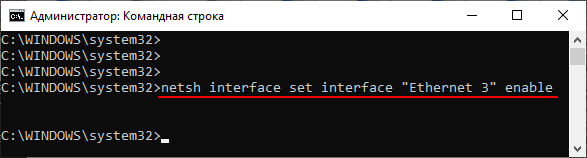 Администратор: Командная строка
C:\WINDOWS\system32>
C:\WINDOWS\system32>
C:\WINDOWS\system32>
C:\WINDOWS\system32>netsh interface set interface "Ethernet 3" enable
C:\WINDOWS\system32>